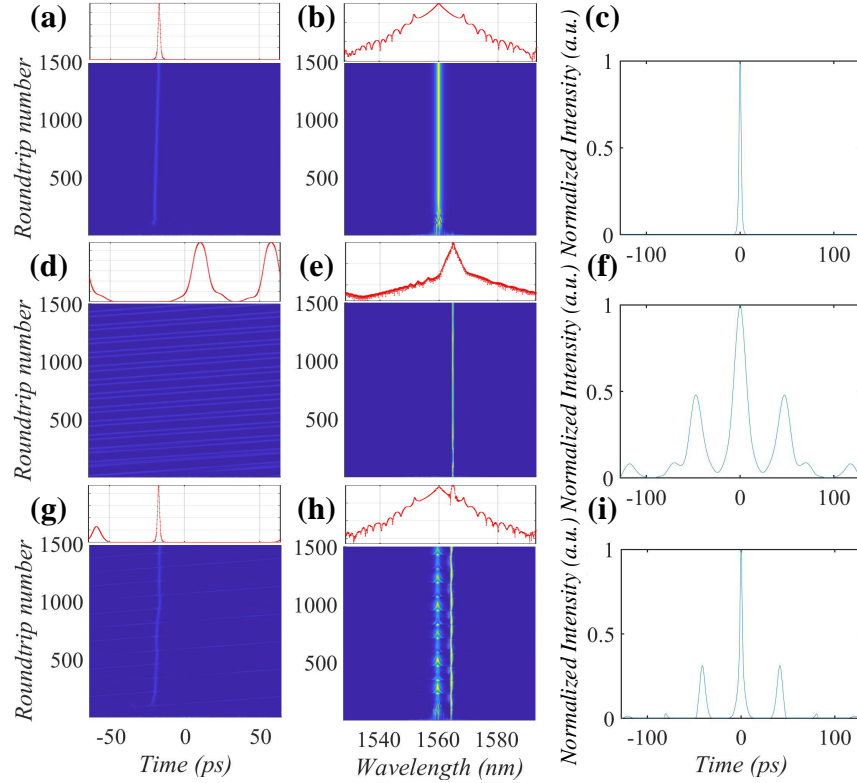 (a) (b) (c)
Roundtrip number
1500
1000
500
Normalized Intensity (a.u.)
1
0.5
0
-100 0 100
(d) (e) (f)
Roundtrip number
1500
1000
500
Normalized Intensity (a.u.)
1
0.5
0
-100 0 100
(g) (h) (i)
Roundtrip number
1500
1000
500
1500
1000
500
1500
1000
500
1500
1000
500
Normalized Intensity (a.u.)
1
0.5
0
-50 0 50
1540 1560 1580
-100 0 100
Time (ps) Wavelength (nm) Time (ps)